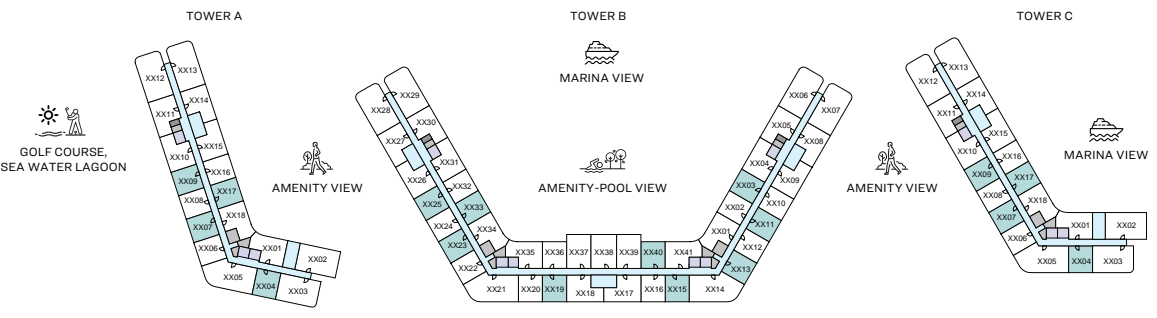 TOWER A
TOWER B
TOWER C
MARINA VIEW
GOLF COURSE,
SEA WATER LAGOON
AMENITY VIEW
AMENITY-POOL VIEW
AMENITY VIEW
MARINA VIEW
XX12
XX13
XX11
XX14
XX10
XX15
XX09
XX16
XX08
XX17
XX07
XX18
XX06
XX01
XX02
XX05
XX04
XX03
XX28
XX29
XX27
XX30
XX26
XX31
XX25
XX32
XX24
XX33
XX23
XX34
XX22
XX35
XX36
XX37
XX38
XX39
XX40
XX41
XX21
XX20
XX19
XX18
XX17
XX16
XX15
XX14
XX06
XX07
XX05
XX08
XX04
XX09
XX03
XX10
XX02
XX11
XX01
XX12
XX13
XX12
XX13
XX11
XX14
XX10
XX15
XX09
XX16
XX08
XX17
XX07
XX18
XX06
XX01
XX02
XX05
XX04
XX03